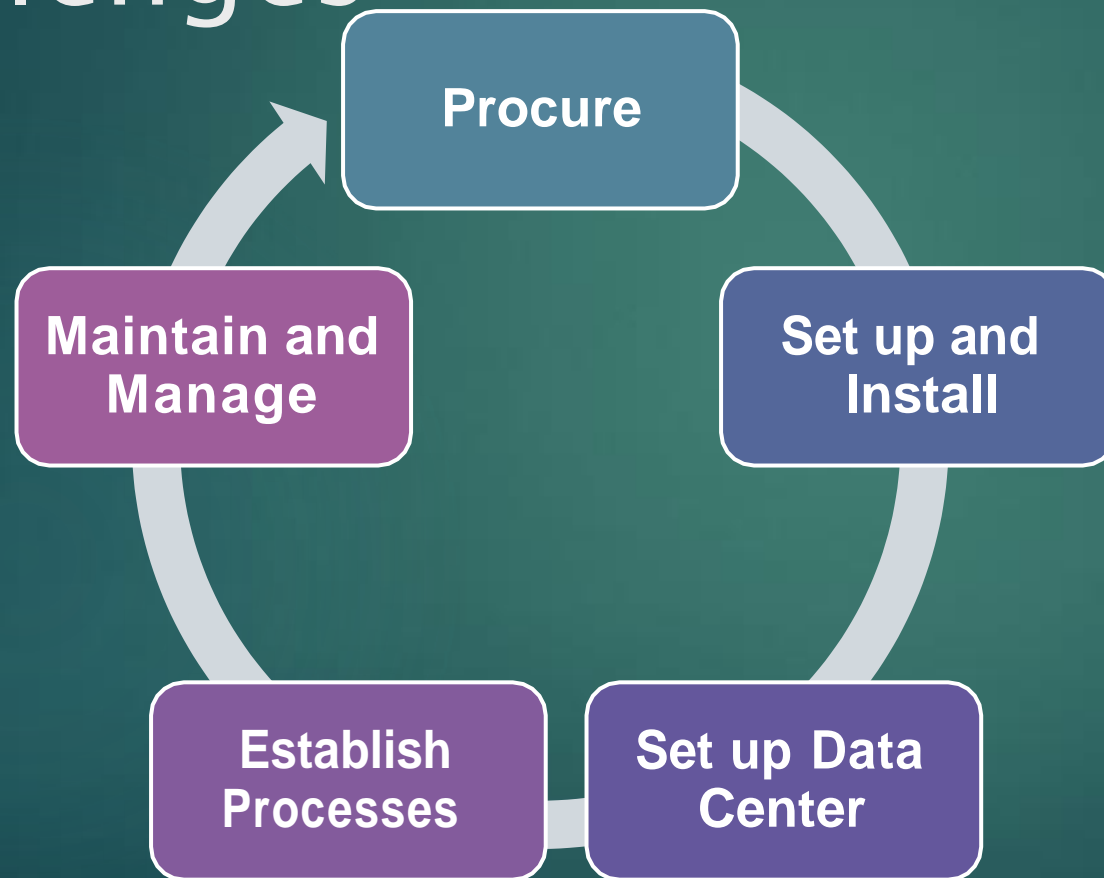 Procure
Set up and
Install
Set up Data
Center
Establish
Processes
Maintain and
Manage